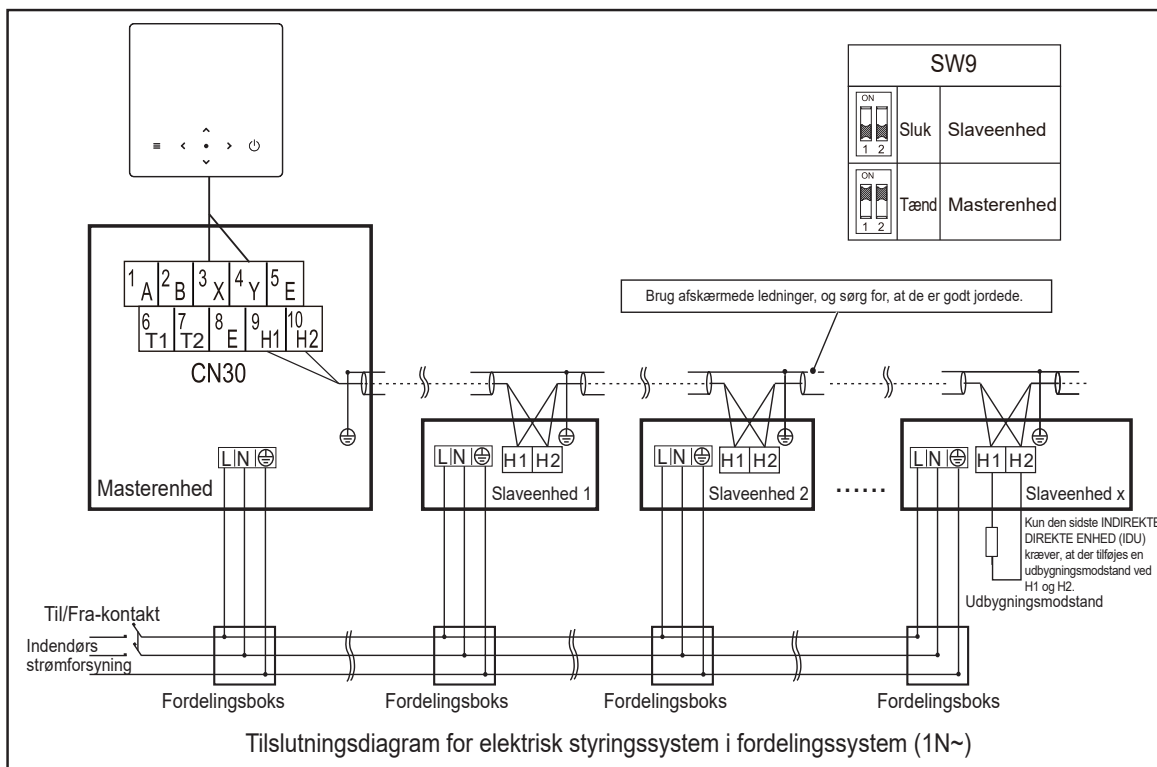 SW9
ON
1 2
Sluk
Slaveenhed
ON
1 2
Tænd
Masterenhed
1 A 2 B 3 X 4 Y 5 E
6 T1 7 T2 8 E 9 H1 10 H2
CN30
Brug afskærmede ledninger, og sørg for, at de er godt jordede.
L N
Masterenhed
L N
H1 H2
Slaveenhed 1
L N
H1 H2
Slaveenhed 2
......
L N
H1 H2
Slaveenhed x
Kun den sidste INDIREKTE
DIREKTE ENHED (IDU)
kræver, at der tilføjes en
udbygningsmodstand ved
H1 og H2.
Udbygningsmodstand
Til/Fra-kontakt
Indendørs
strømforsyning
Fordelingsboks
Fordelingsboks
Fordelingsboks
Fordelingsboks
Tilslutningsdiagram for elektrisk styringssystem i fordelingssystem (1N~)